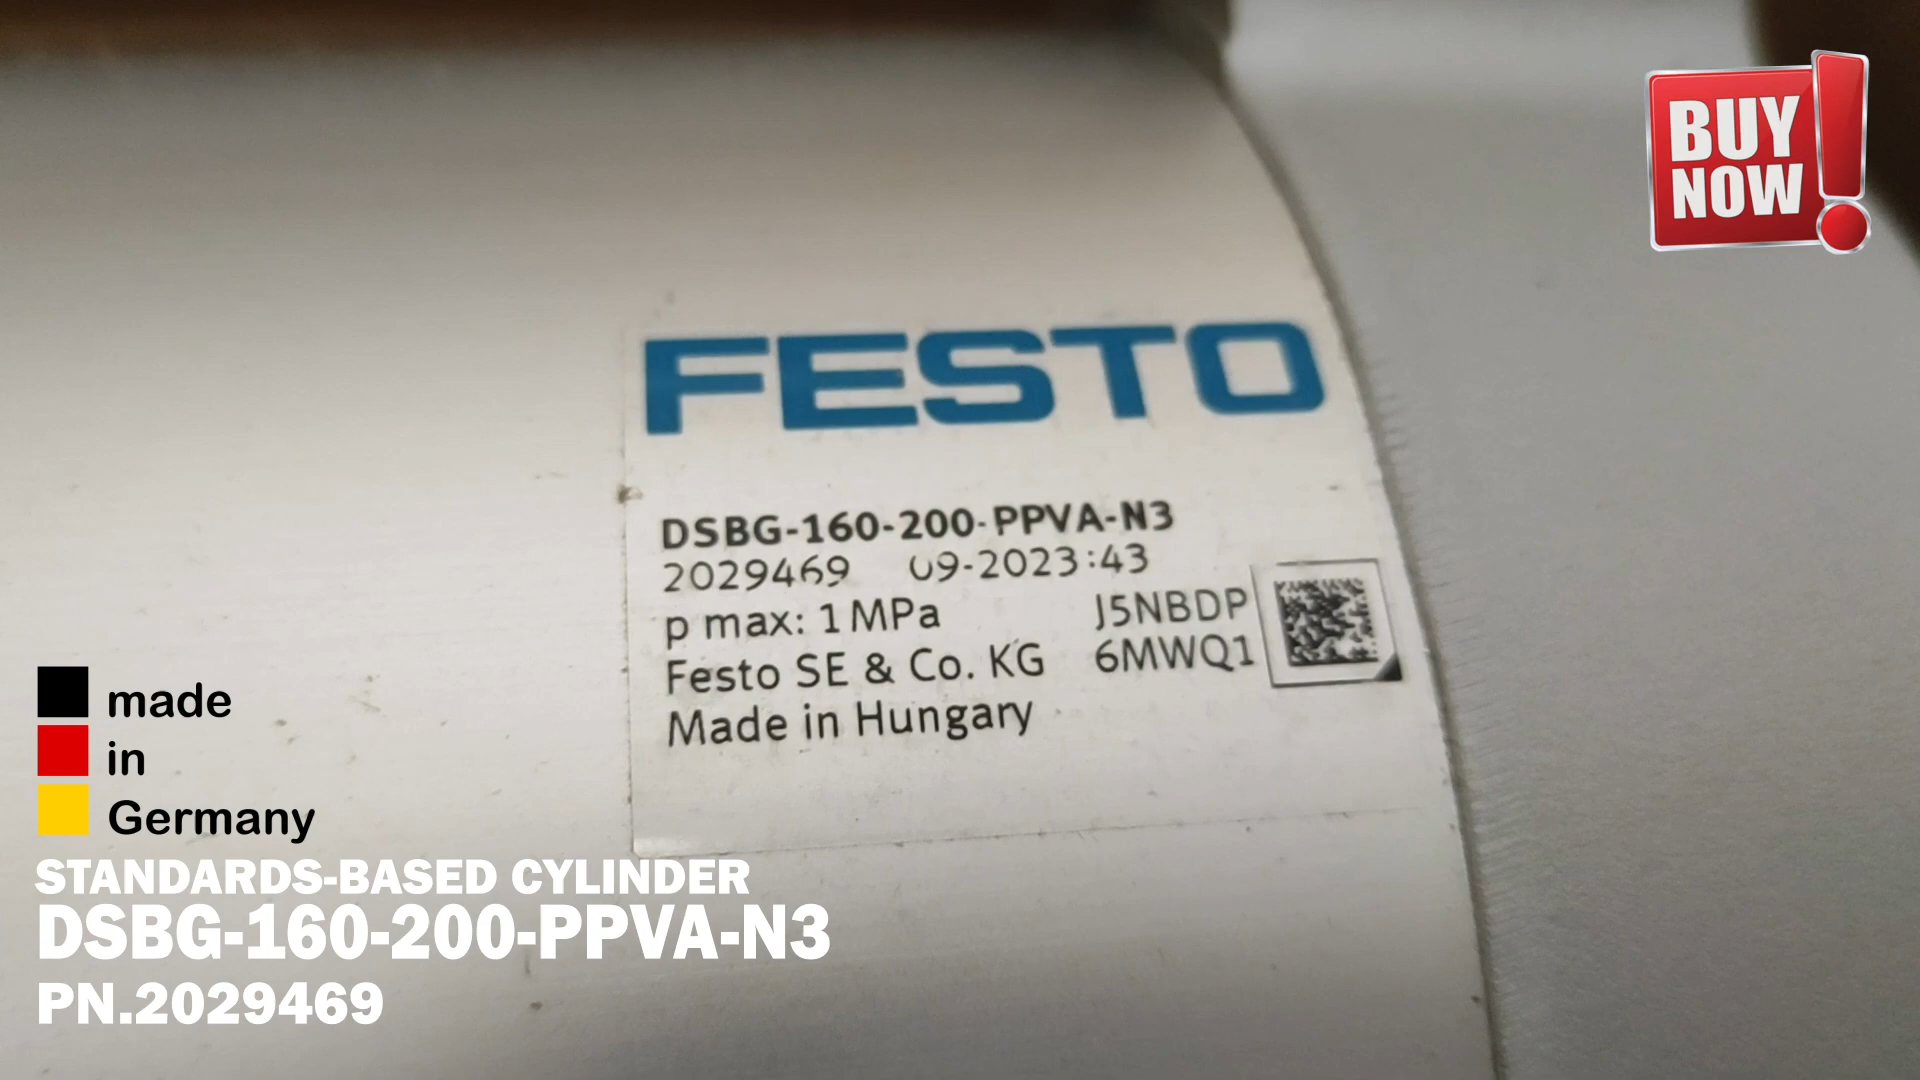 BUY
NOW
FESTO
DSBG-160-200-PPVA-N3
2029469 09-2023:43
p max: 1 MPa J5NBDP
Festo SE & Co. KG 6MWQ1
Made in Hungary
made
in
Germany
STANDARDS-BASED CYLINDER
DSBG-160-200-PPVA-N3
PN.2029469